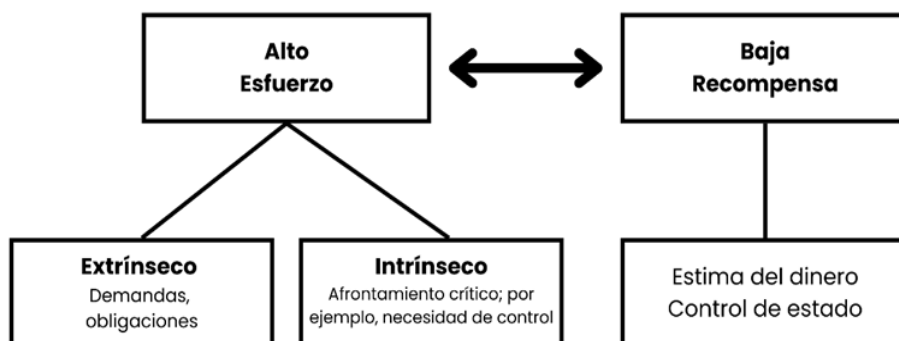 Alto
Esfuerzo
Baja
Recompensa
Extrínseco
Demandas,
obligaciones
Intrínseco
Afrontamiento crítico; por
ejemplo, necesidad de control
Estima del dinero
Control de estado